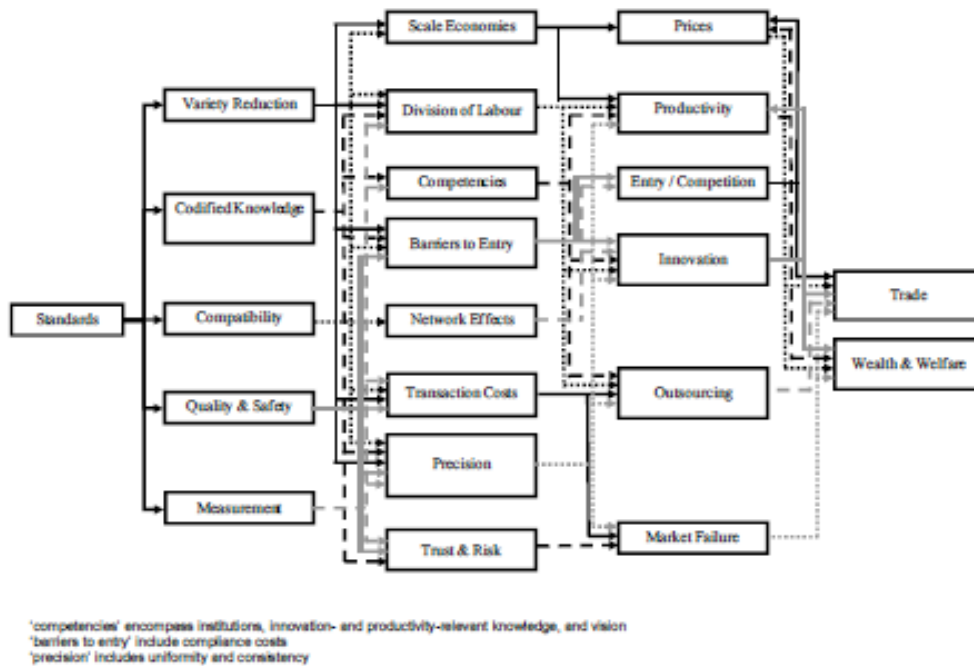 Scale Economies
Prices
Variety Reduction
Division of Labour
Productivity
Codified Knowledge
Competencies
Entry / Competition
Barriers to Entry
Innovation
Standards
Compatibility
Network Effects
Trade
Wealth & Welfare
Quality & Safety
Transaction Costs
Outsourcing
Precision
Measurement
Trust & Risk
Market Failure
'competencies' encompass institutions, innovation- and productivity-relevant knowledge, and vision
'barriers to entry' include compliance costs
'precision' includes uniformity and consistency